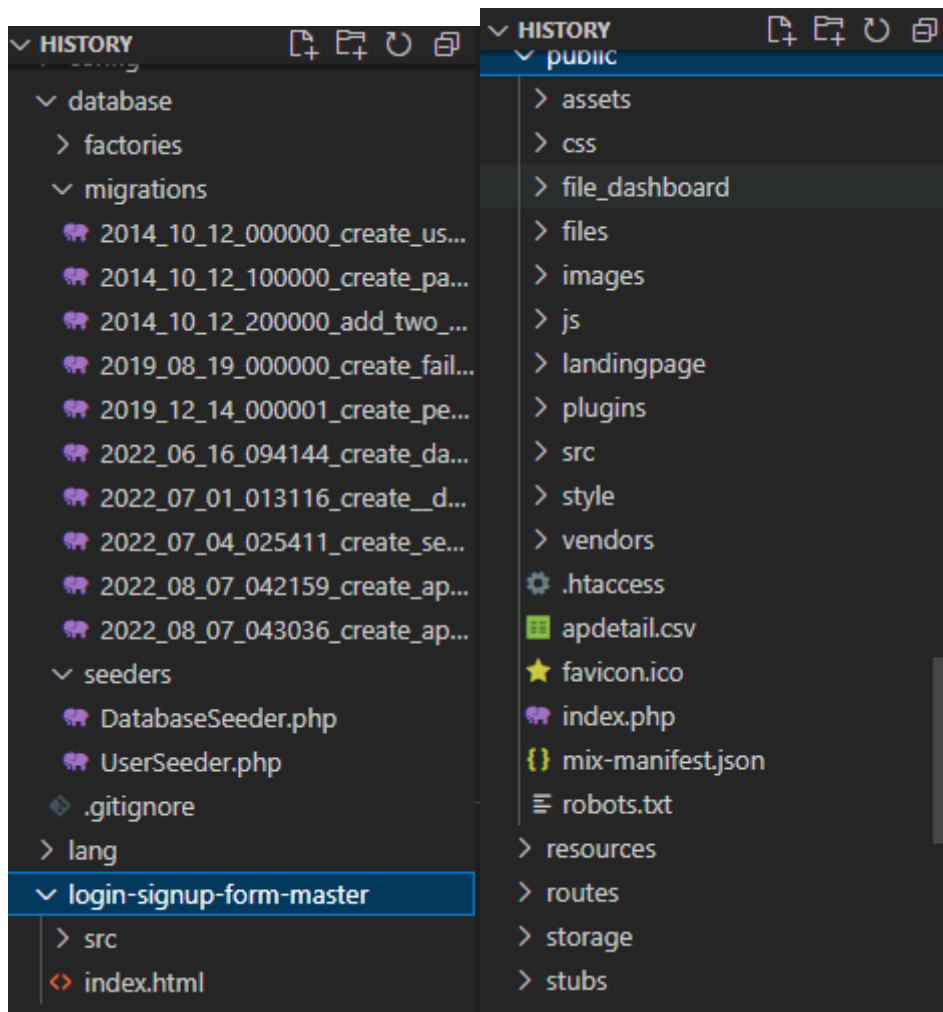 HISTORY
database
factories
migrations
2014_10_12_000000_create_us...
2014_10_12_100000_create_pa...
2014_10_12_200000_add_two_...
2019_08_19_000000_create_fail...
2019_12_14_000001_create_pe...
2022_06_16_094144_create_da...
2022_07_01_013116_create__d...
2022_07_04_025411_create_se...
2022_08_07_042159_create_ap...
2022_08_07_043036_create_ap...
seeders
DatabaseSeeder.php
UserSeeder.php
.gitignore
lang
login-signup-form-master
src
index.html
HISTORY
public
assets
css
file_dashboard
files
images
js
landingpage
plugins
src
style
vendors
.htaccess
apdetail.csv
favicon.ico
index.php
mix-manifest.json
robots.txt
resources
routes
storage
stubs